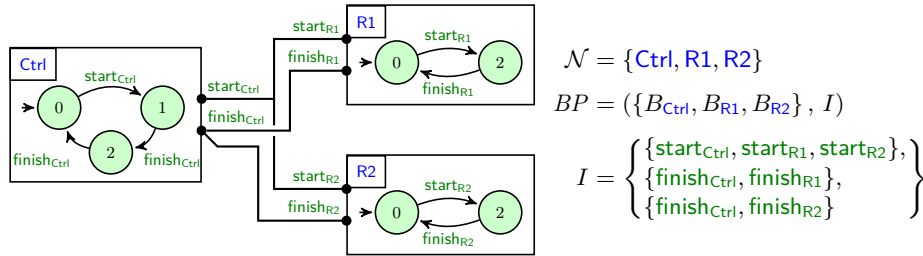 Ctrl
start_Ctrl
0
1
2
finish_Ctrl
finish_Ctrl
start_Ctrl
finish_Ctrl
start_R1
finish_R1
R1
start_R1
0
2
finish_R1
start_R2
finish_R2
R2
start_R2
0
2
finish_R2
𝒩 = {Ctrl, R1, R2}
BP = ({B_Ctrl, B_R1, B_R2} , I)
I = { {start_Ctrl, start_R1, start_R2},
{finish_Ctrl, finish_R1},
{finish_Ctrl, finish_R2} }